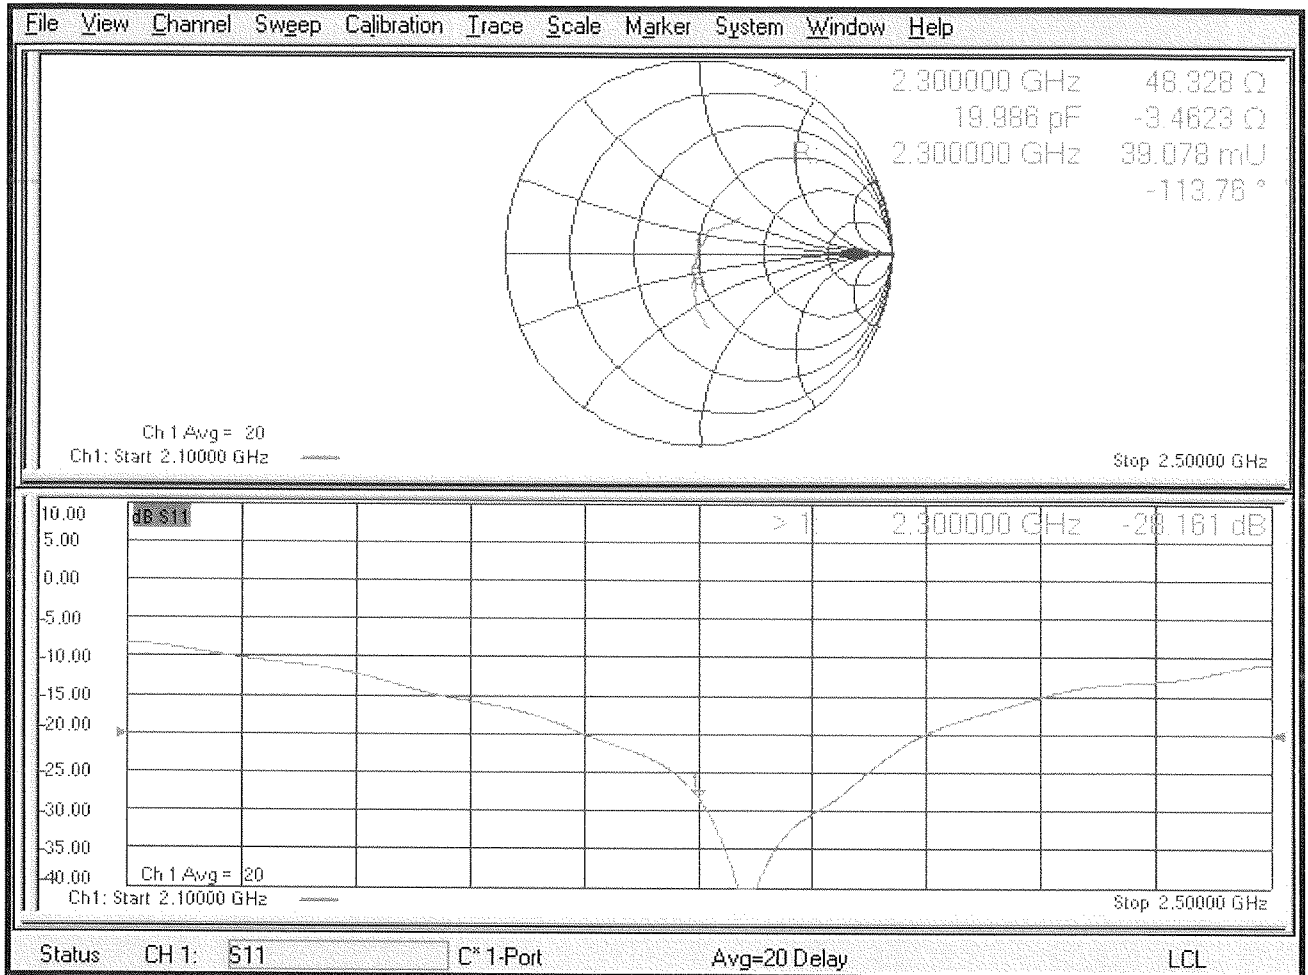 File View Channel Sweep Calibration Trace Scale Marker System Window Help
> 1: 2.300000 GHz 48.328 Ω
19.986 pF -3.4623 Ω
R: 2.300000 GHz 39.078 mU
-113.76 °
Ch 1 Avg = 20
Ch1: Start 2.10000 GHz
Stop 2.50000 GHz
10.00
dB S11
> 1: 2.300000 GHz -28.161 dB
5.00
0.00
-5.00
-10.00
-15.00
-20.00
-25.00
-30.00
-35.00
-40.00
Ch 1 Avg = 20
Ch1: Start 2.10000 GHz
Stop 2.50000 GHz
Status CH 1: S11 C* 1-Port Avg=20 Delay LCL